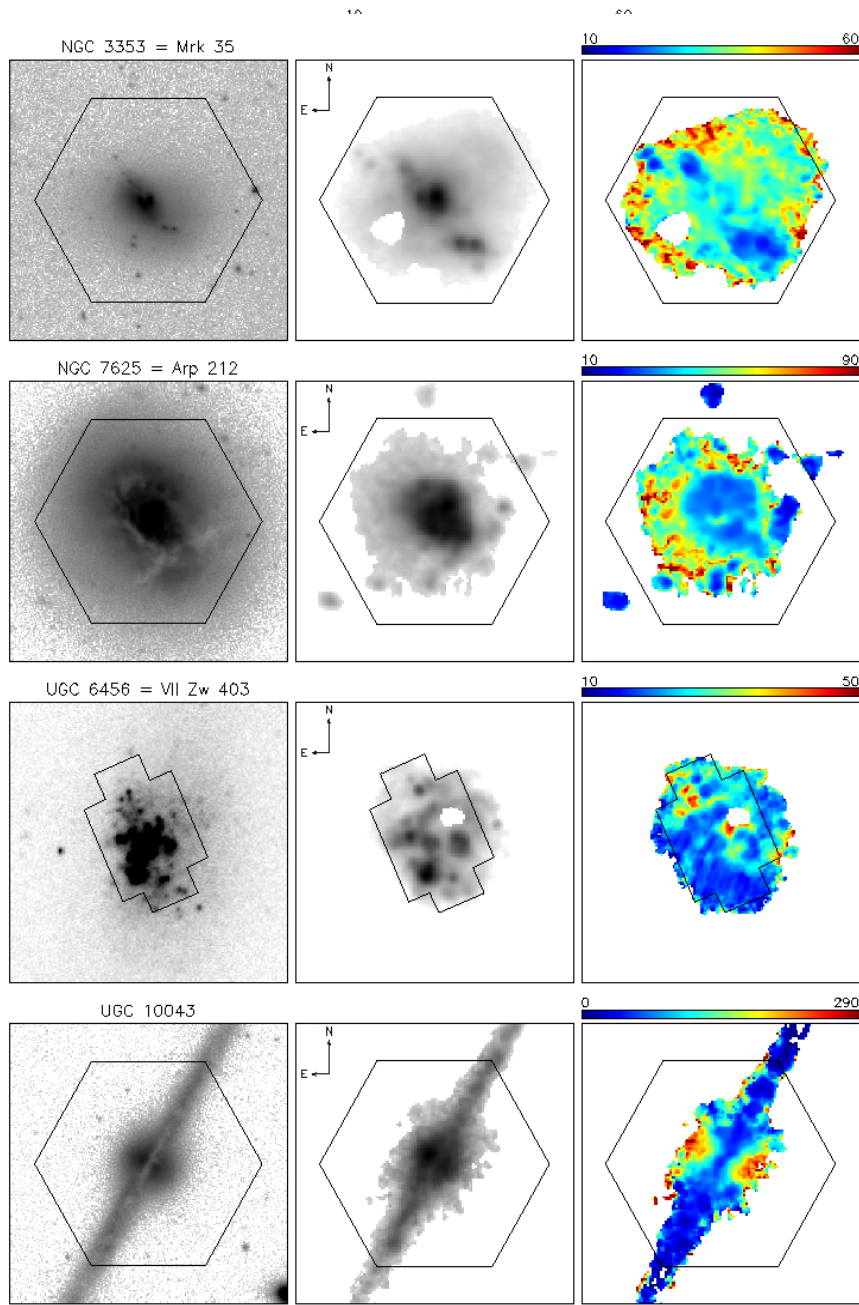 NGC 3353 = Mrk 35
10 60
N
E
NGC 7625 = Arp 212
10 90
N
E
UGC 6456 = VII Zw 403
10 50
N
E
UGC 10043
0 290
N
E